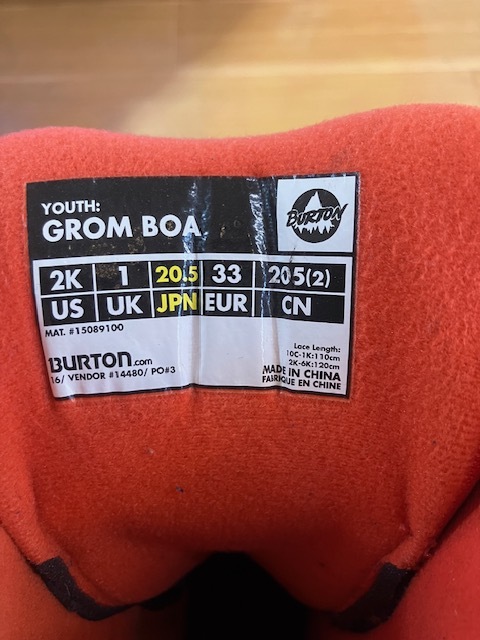 YOUTH:
GROM BOA
BURTON
2K 1 20.5 33 205(2)
US UK JPN EUR CN
MAT. #15089100
BURTON.com
16/ VENDOR #14480/ PO#3
Lace Length:
10C-1K:110cm
2K-6K:120cm
MADE IN CHINA
FABRIQUE EN CHINE